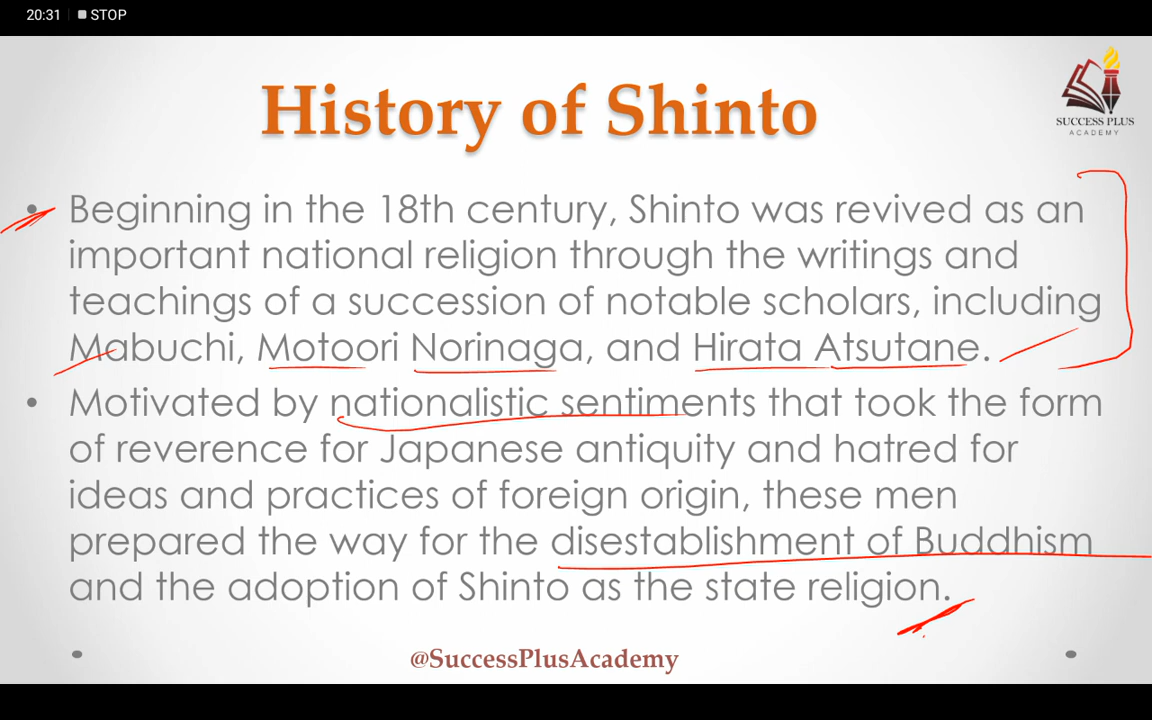 20:31 STOP
History of Shinto
SUCCESS PLUS
ACADEMY
• Beginning in the 18th century, Shinto was revived as an
important national religion through the writings and
teachings of a succession of notable scholars, including
Mabuchi, Motoori Norinaga, and Hirata Atsutane.
• Motivated by nationalistic sentiments that took the form
of reverence for Japanese antiquity and hatred for
ideas and practices of foreign origin, these men
prepared the way for the disestablishment of Buddhism
and the adoption of Shinto as the state religion.
@SuccessPlusAcademy